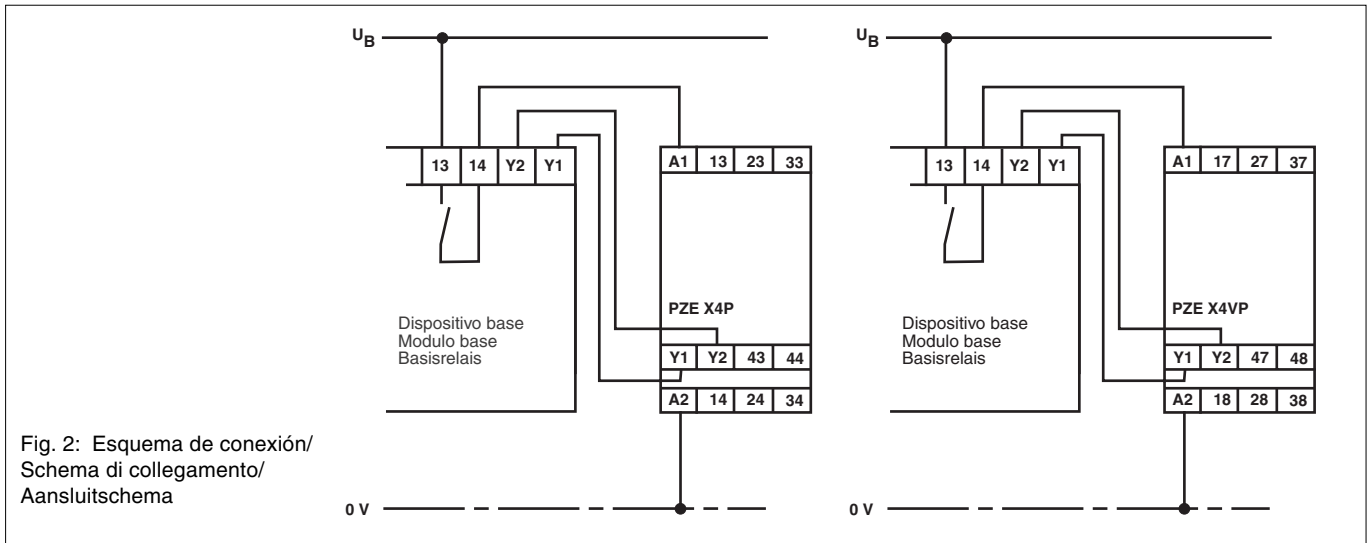 U_B
13 14 Y2 Y1
A1 13 23 33
PZE X4P
Dispositivo base
Modulo base
Basisrelais
Y1 Y2 43 44
A2 14 24 34
0 V
U_B
13 14 Y2 Y1
A1 17 27 37
PZE X4VP
Dispositivo base
Modulo base
Basisrelais
Y1 Y2 47 48
A2 18 28 38
0 V
Fig. 2: Esquema de conexión/
Schema di collegamento/
Aansluitschema